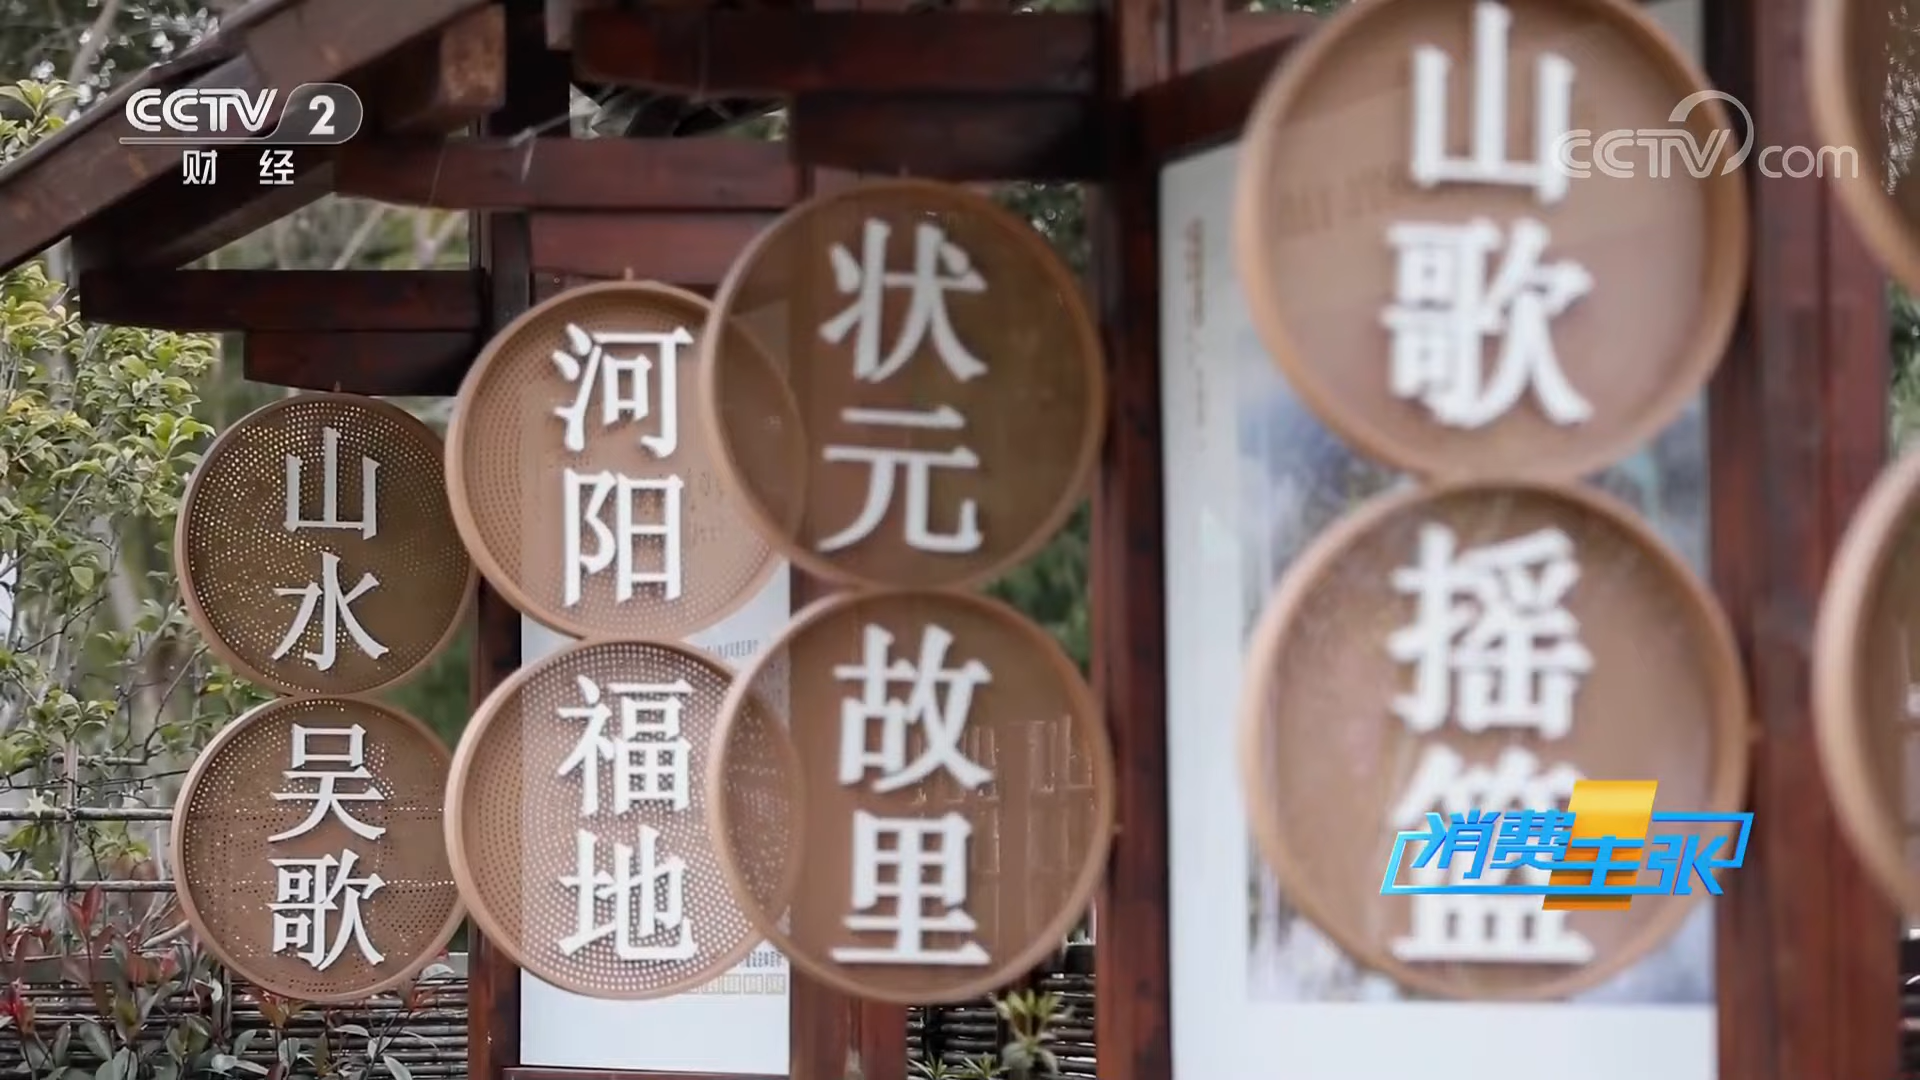 CCTV 2
财经
CCTV com
山水
吴歌
河阳
福地
状元
故里
山歌
摇篮
消费主张